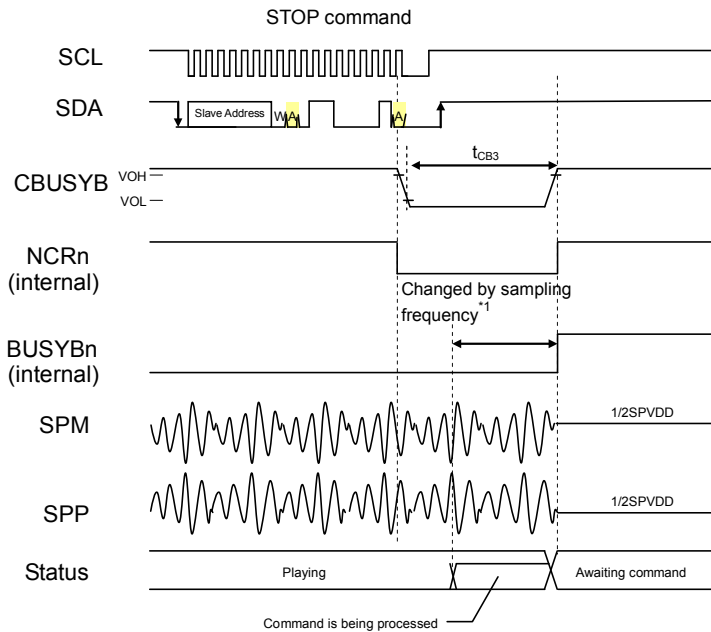 STOP command
SCL
SDA
Slave Address
W
A
A
tCB3
CBUSYB
VOH
VOL
NCRn
(internal)
Changed by sampling
frequency*1
BUSYBn
(internal)
SPM
1/2SPVDD
SPP
1/2SPVDD
Status
Playing
Awaiting command
Command is being processed